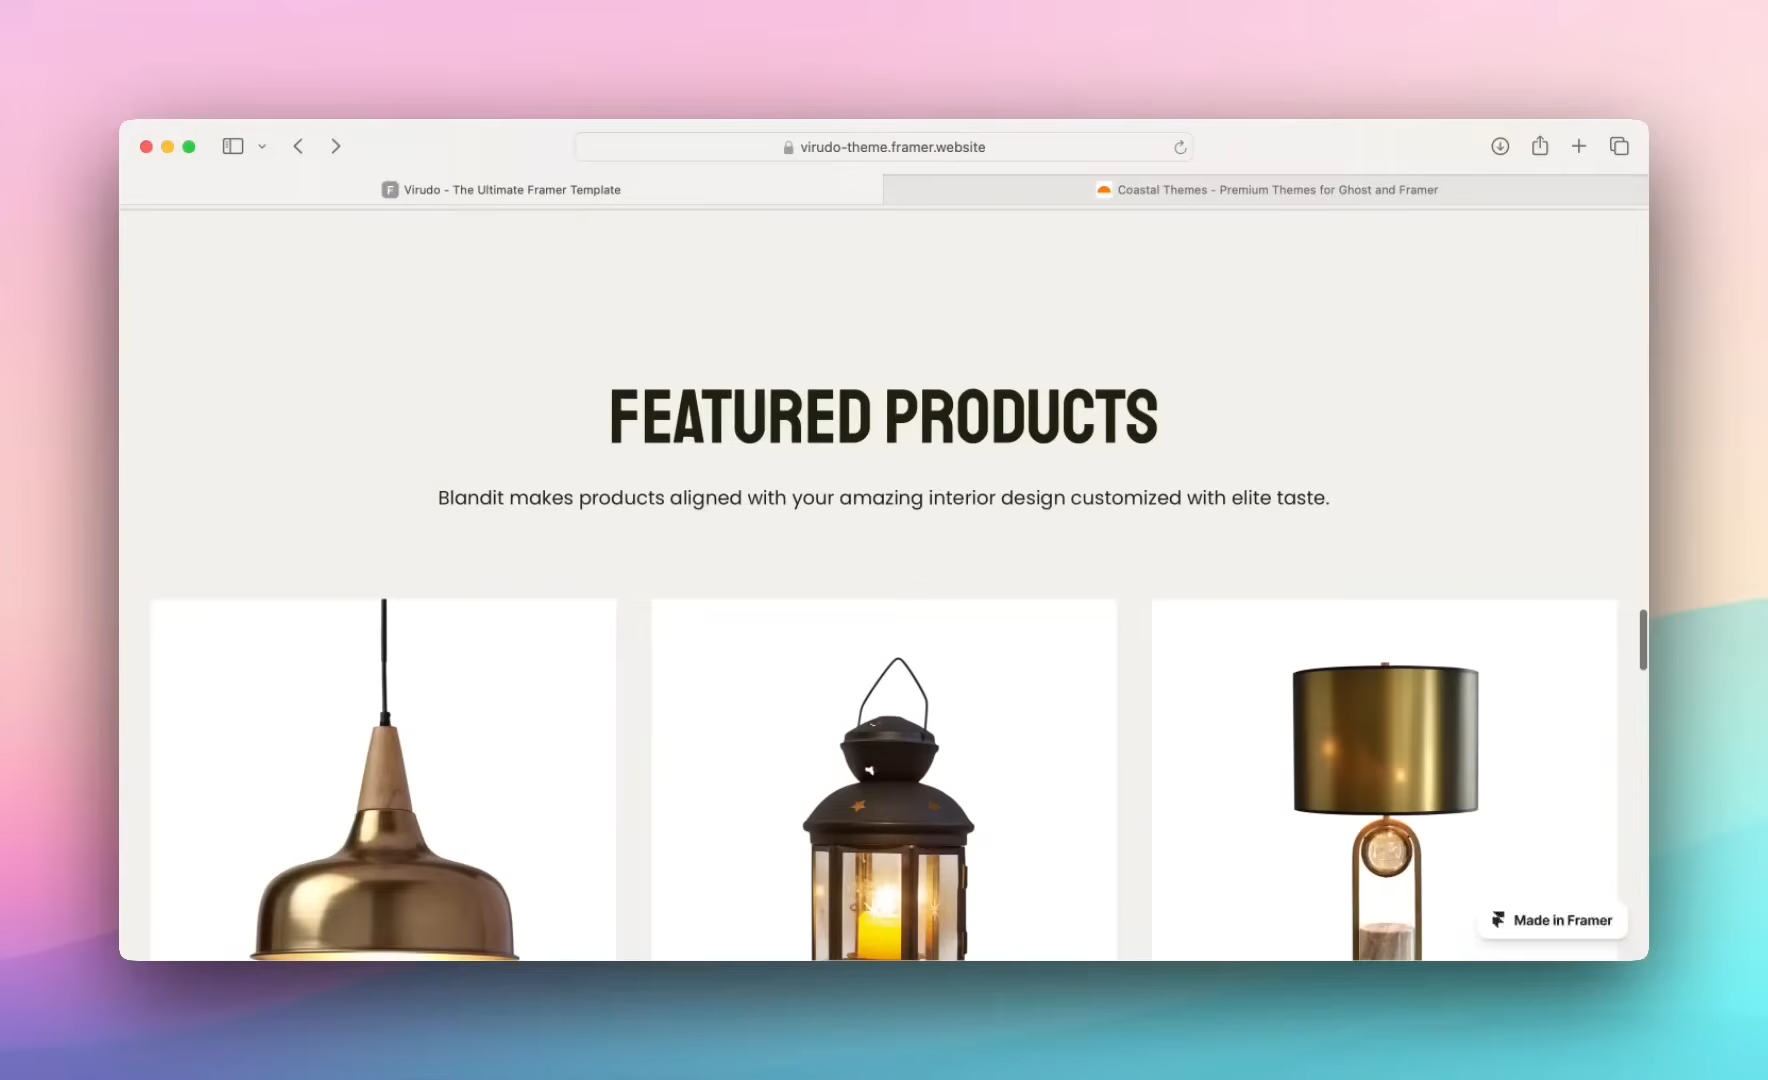 virudo-theme.framer.website
F Virudo - The Ultimate Framer Template
Coastal Themes - Premium Themes for Ghost and Framer
FEATURED PRODUCTS
Blandit makes products aligned with your amazing interior design customized with elite taste.
Made in Framer